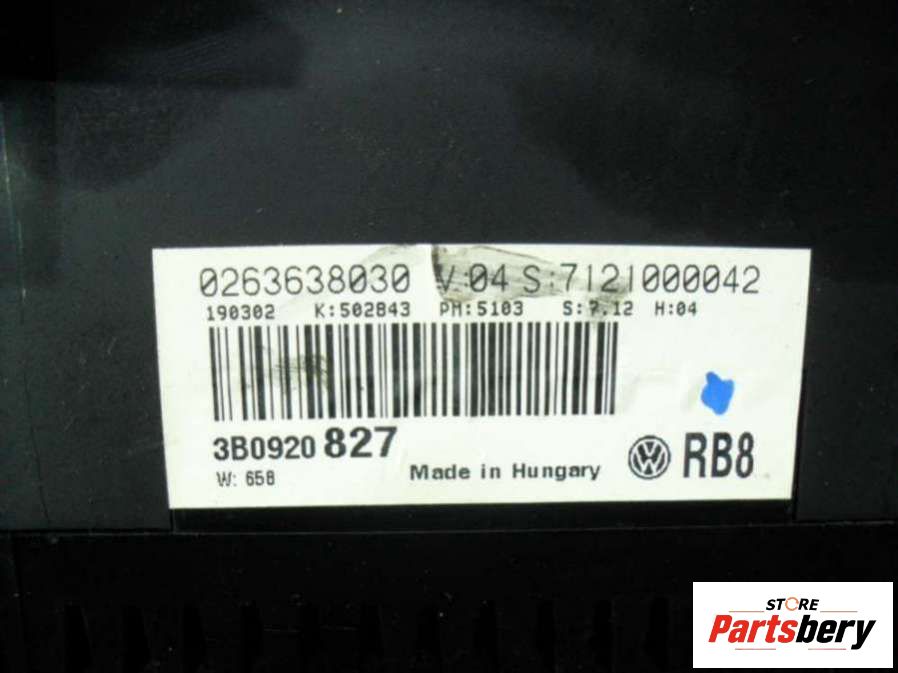 0263638030 V:04 S:7121000042
190302 K:502843 PM:5103 S:7.12 H:04
3B0920 827
W: 658
Made in Hungary
RB8
STORE
Partsbery